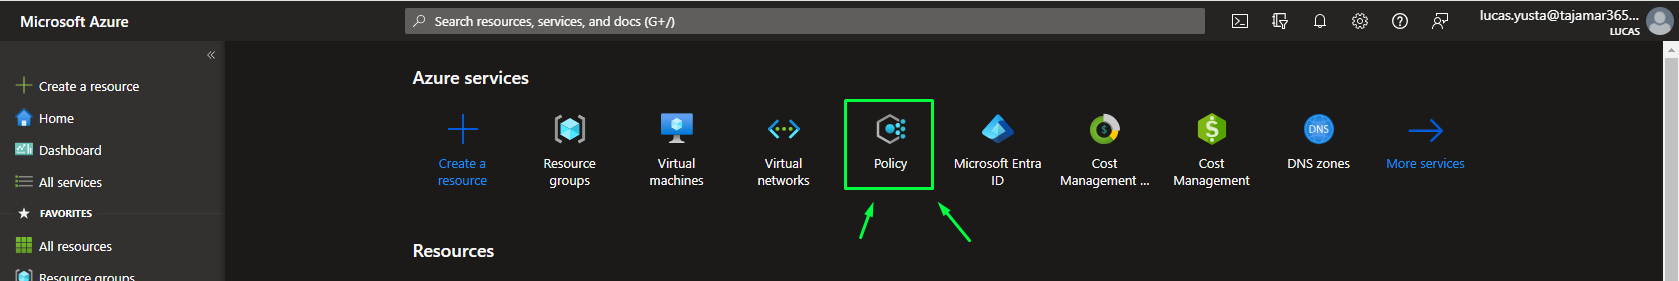 Microsoft Azure
Search resources, services, and docs (G+/)
lucas.yusta@tajamar365...
LUCAS
«
Create a resource
Home
Dashboard
All services
FAVORITES
All resources
Resource groups
Azure services
Create a
resource
Resource
groups
Virtual
machines
Virtual
networks
Policy
Microsoft Entra
ID
Cost
Management ...
Cost
Management
DNS
DNS zones
More services
Resources